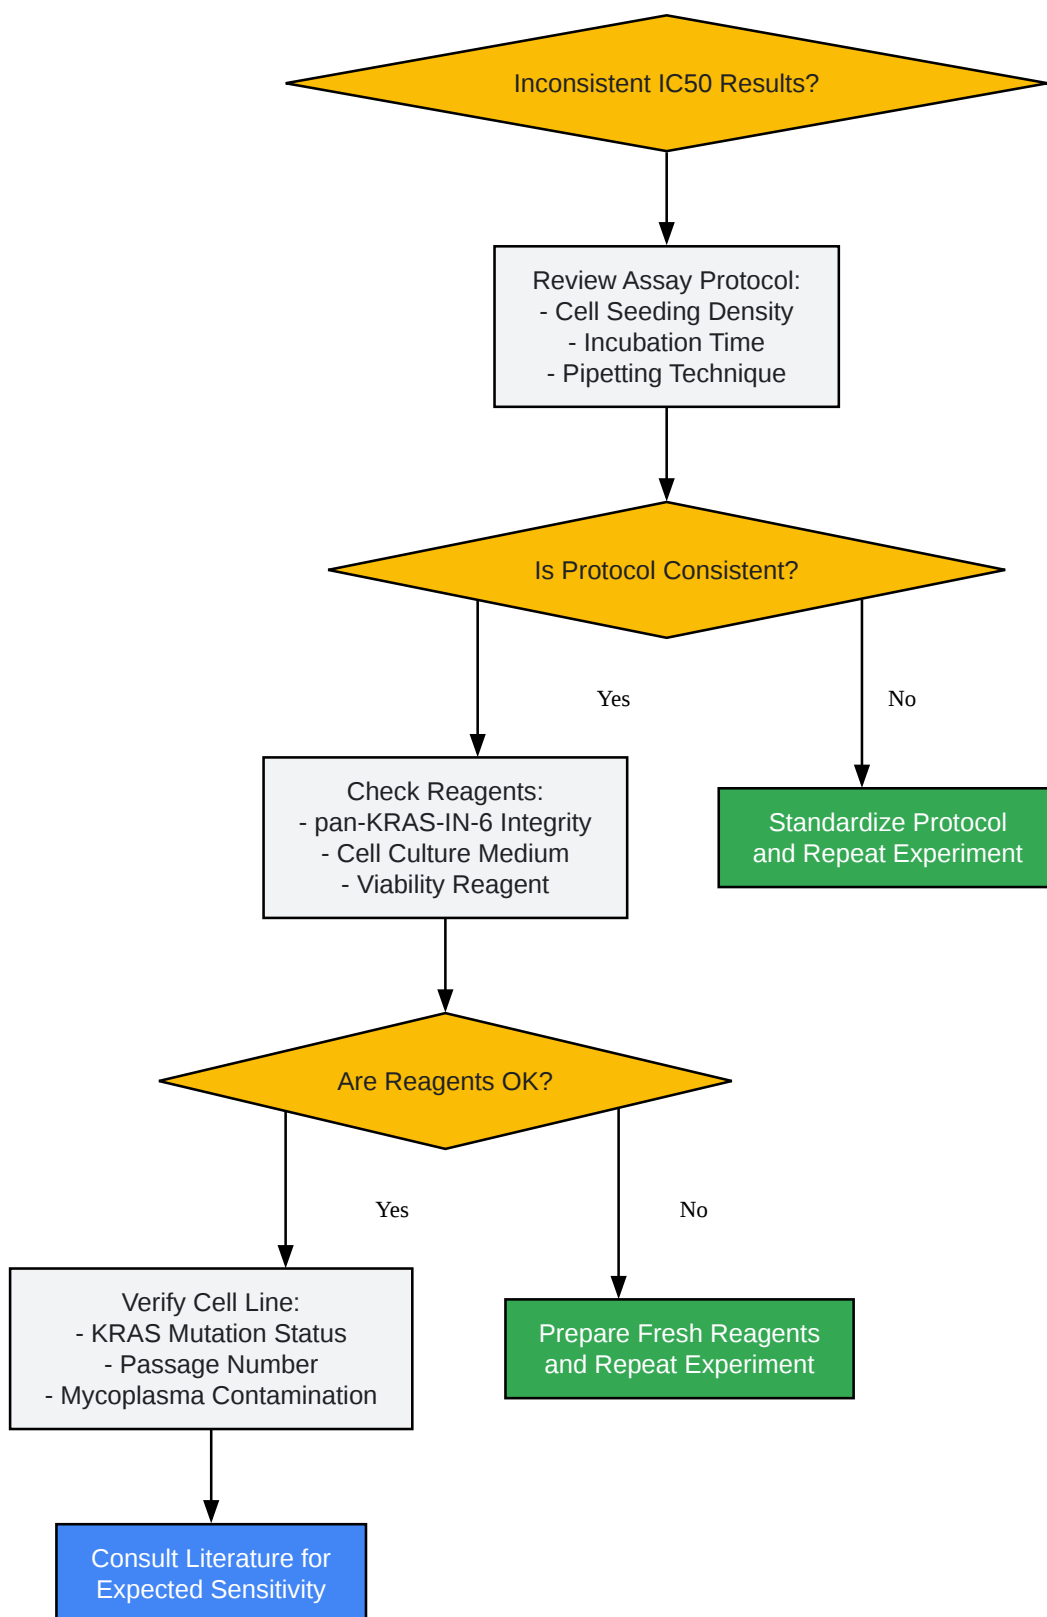 Inconsistent IC50 Results?
Review Assay Protocol:
- Cell Seeding Density
- Incubation Time
- Pipetting Technique
Is Protocol Consistent?
Yes
No
Check Reagents:
- pan-KRAS-IN-6 Integrity
- Cell Culture Medium
- Viability Reagent
Standardize Protocol
and Repeat Experiment
Are Reagents OK?
Yes
No
Verify Cell Line:
- KRAS Mutation Status
- Passage Number
- Mycoplasma Contamination
Prepare Fresh Reagents
and Repeat Experiment
Consult Literature for
Expected Sensitivity